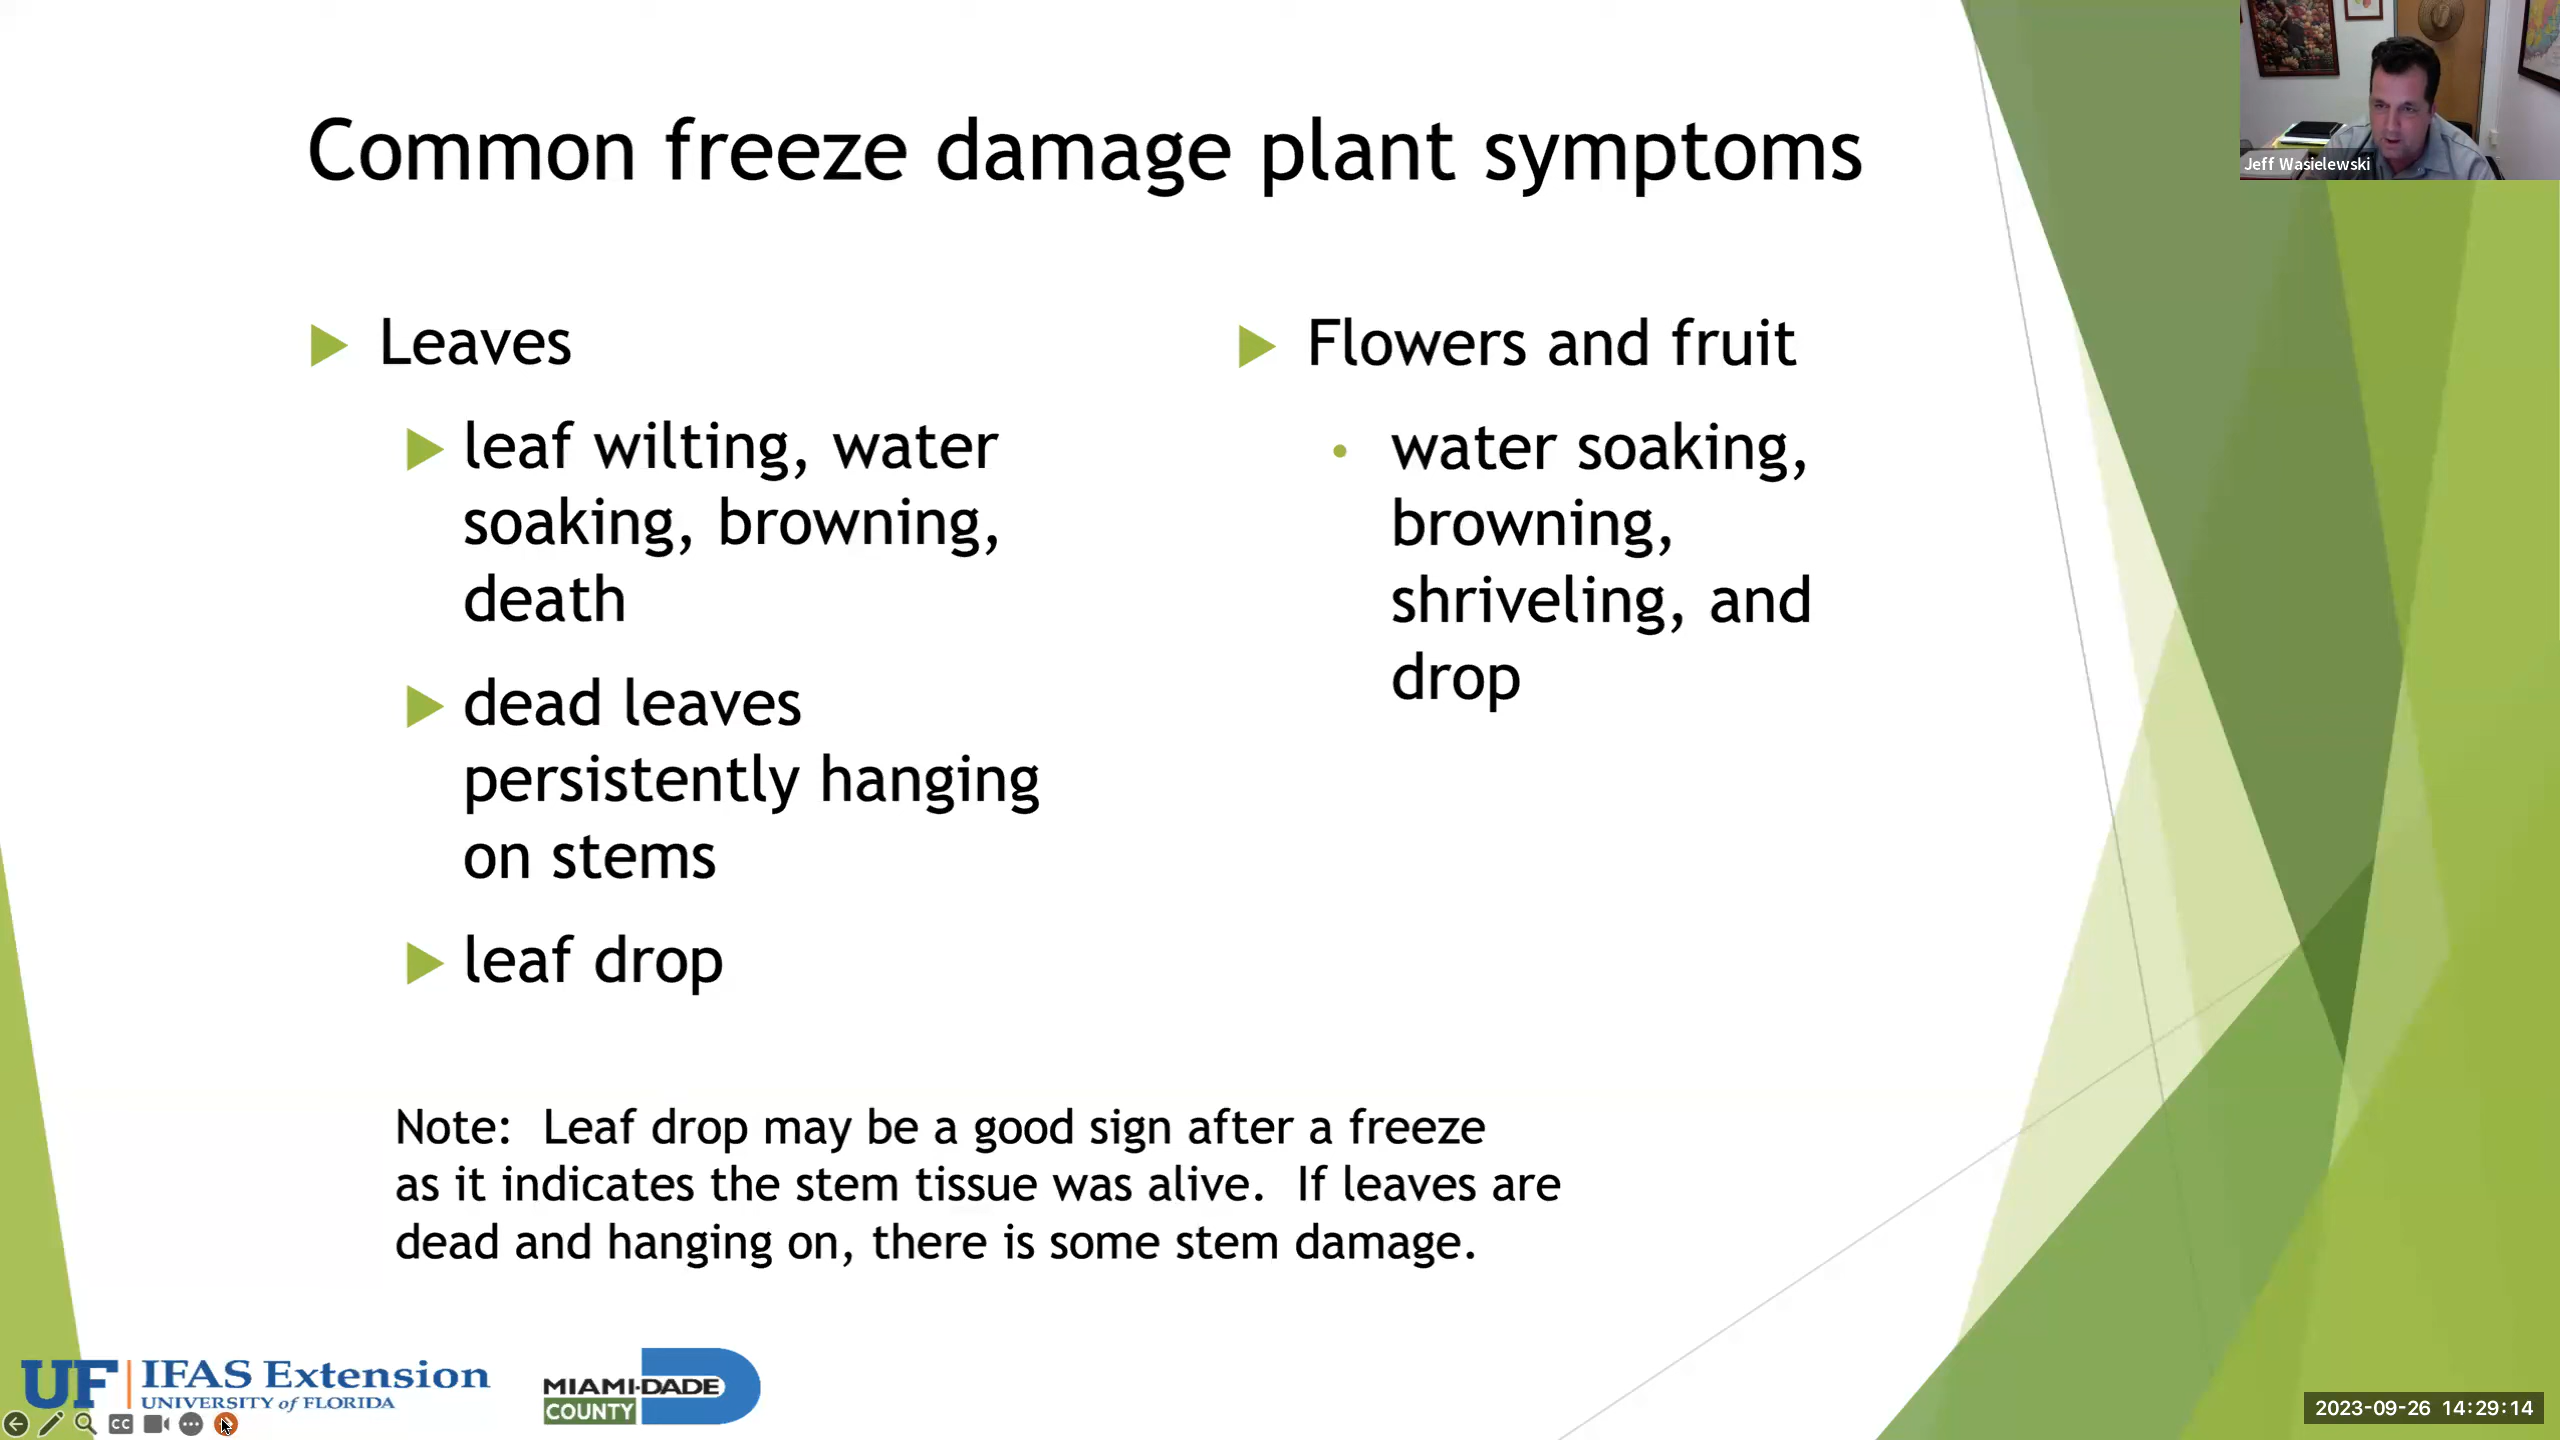 Common freeze damage plant symptoms
Jeff Wasielewski
Leaves
leaf wilting, water
soaking, browning,
death
dead leaves
persistently hanging
on stems
leaf drop
Flowers and fruit
water soaking,
browning,
shriveling, and
drop
Note:  Leaf drop may be a good sign after a freeze
as it indicates the stem tissue was alive.  If leaves are
dead and hanging on, there is some stem damage.
UF IFAS Extension
UNIVERSITY of FLORIDA
MIAMI-DADE
COUNTY
CC
2023-09-26 14:29:14